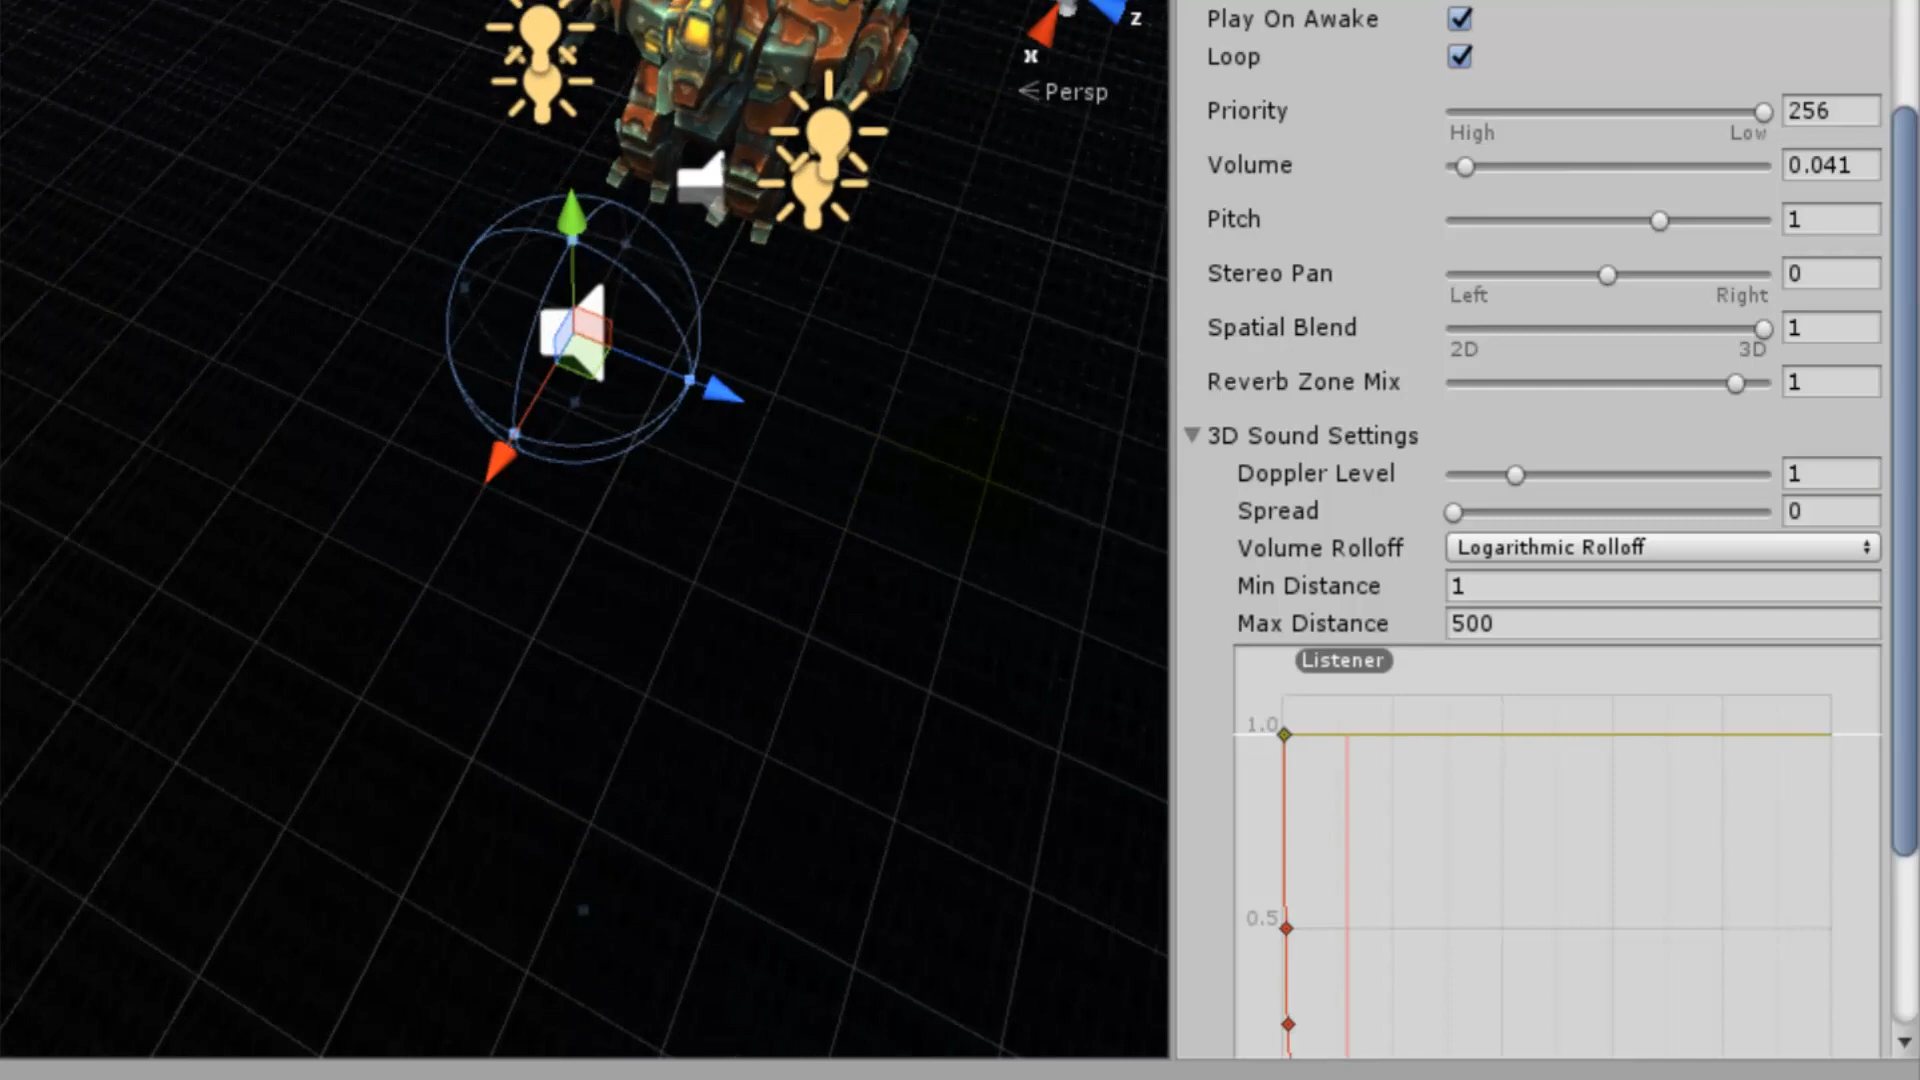 Play On Awake
z
Loop
x
Persp
Priority 256
High Low
Volume 0.041
Pitch 1
Stereo Pan 0
Left Right
Spatial Blend 1
2D 3D
Reverb Zone Mix 1
3D Sound Settings
Doppler Level 1
Spread 0
Volume Rolloff Logarithmic Rolloff
Min Distance 1
Max Distance 500
Listener
1.0
0.5